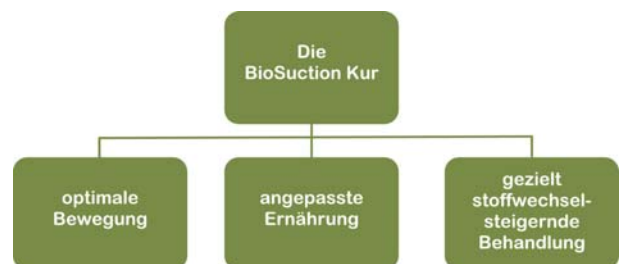 Die
BioSuction Kur
optimale
Bewegung
angepasste
Ernährung
gezielt
stoffwechsel-
steigernde
Behandlung